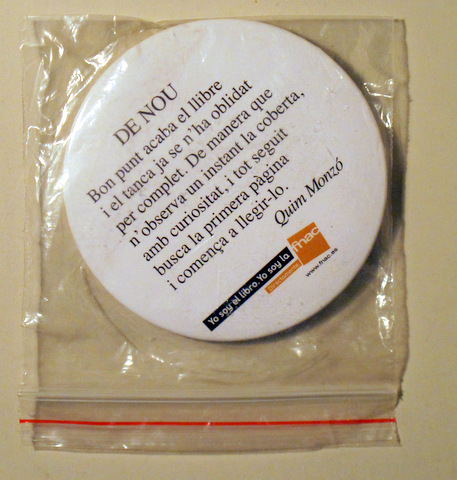 DE NOU
Bon punt acaba el llibre
i el tanca ja se n'ha oblidat
per complet. De manera que
n'observa un instant la coberta,
amb curiositat, i tot seguit
busca la primera pàgina
i comença a llegir-lo.
Quim Monzó
Yo soy el libro. Yo soy la
fnac
www.fnac.es